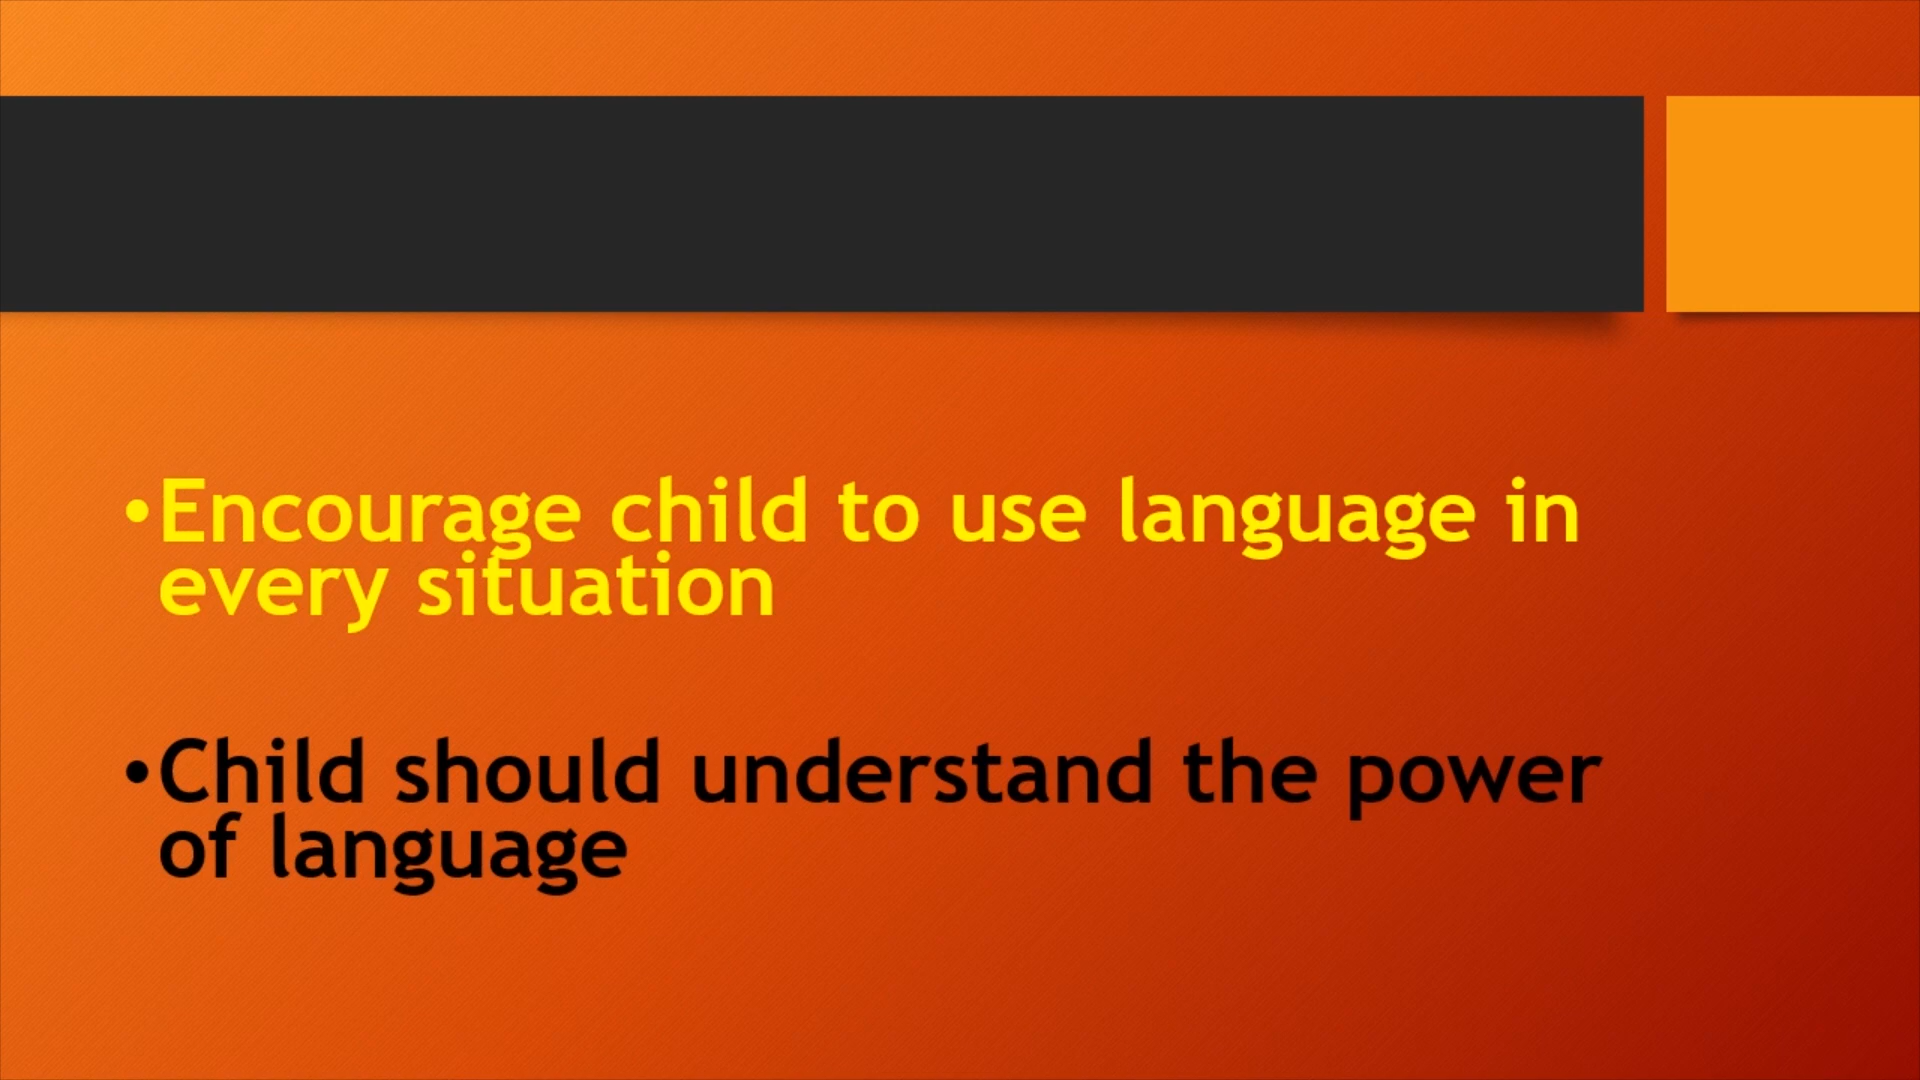 •Encourage child to use language in
every situation
•Child should understand the power
of language